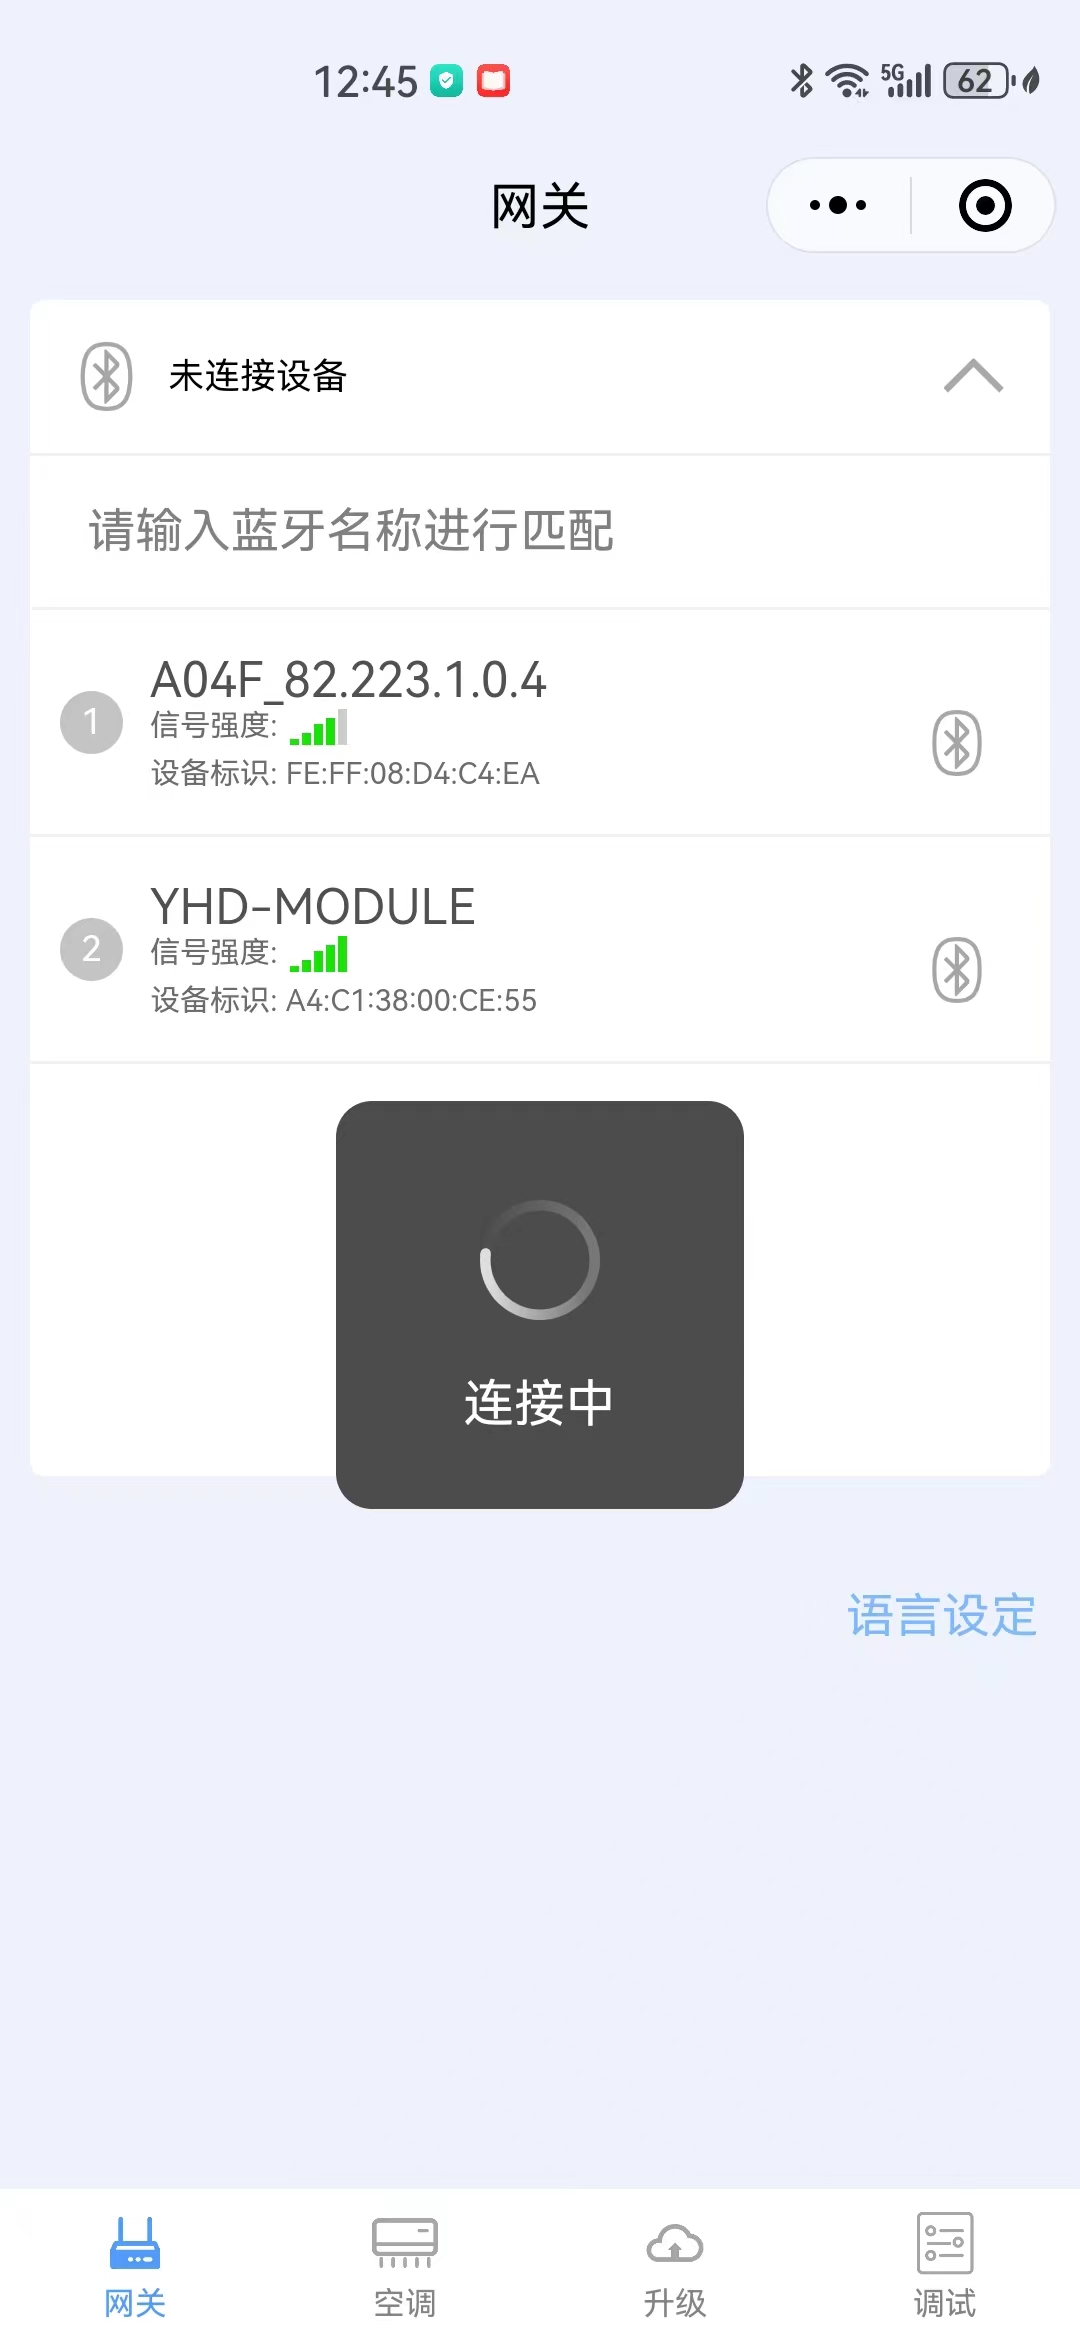 12:45
5G
62
网关
未连接设备
请输入蓝牙名称进行匹配
A04F_82.223.1.0.4
1
信号强度:
设备标识: FE:FF:08:D4:C4:EA
YHD-MODULE
2
信号强度:
设备标识: A4:C1:38:00:CE:55
连接中
语言设定
网关
空调
升级
调试